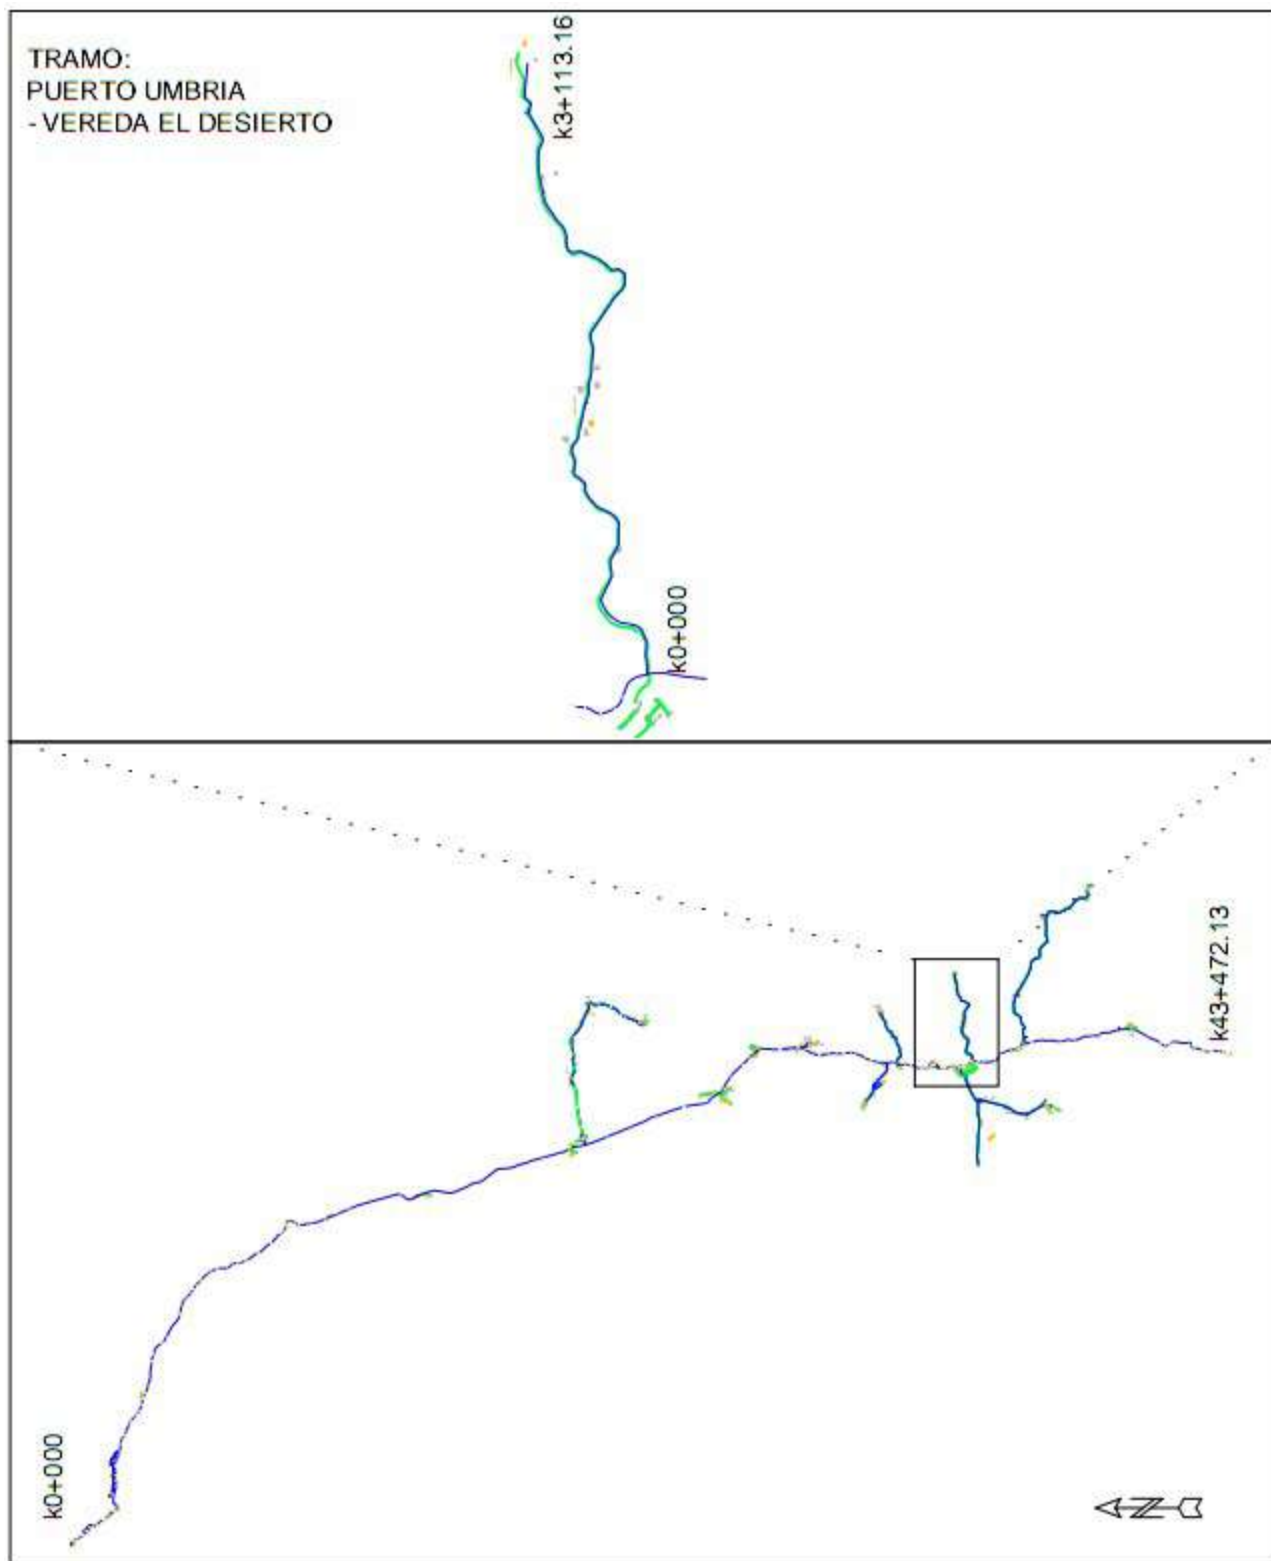 TRAMO:
PUERTO UMBRIA
- VEREDA EL DESIERTO
k3+113.16
k0+000
k43+472.13
k0+000
N